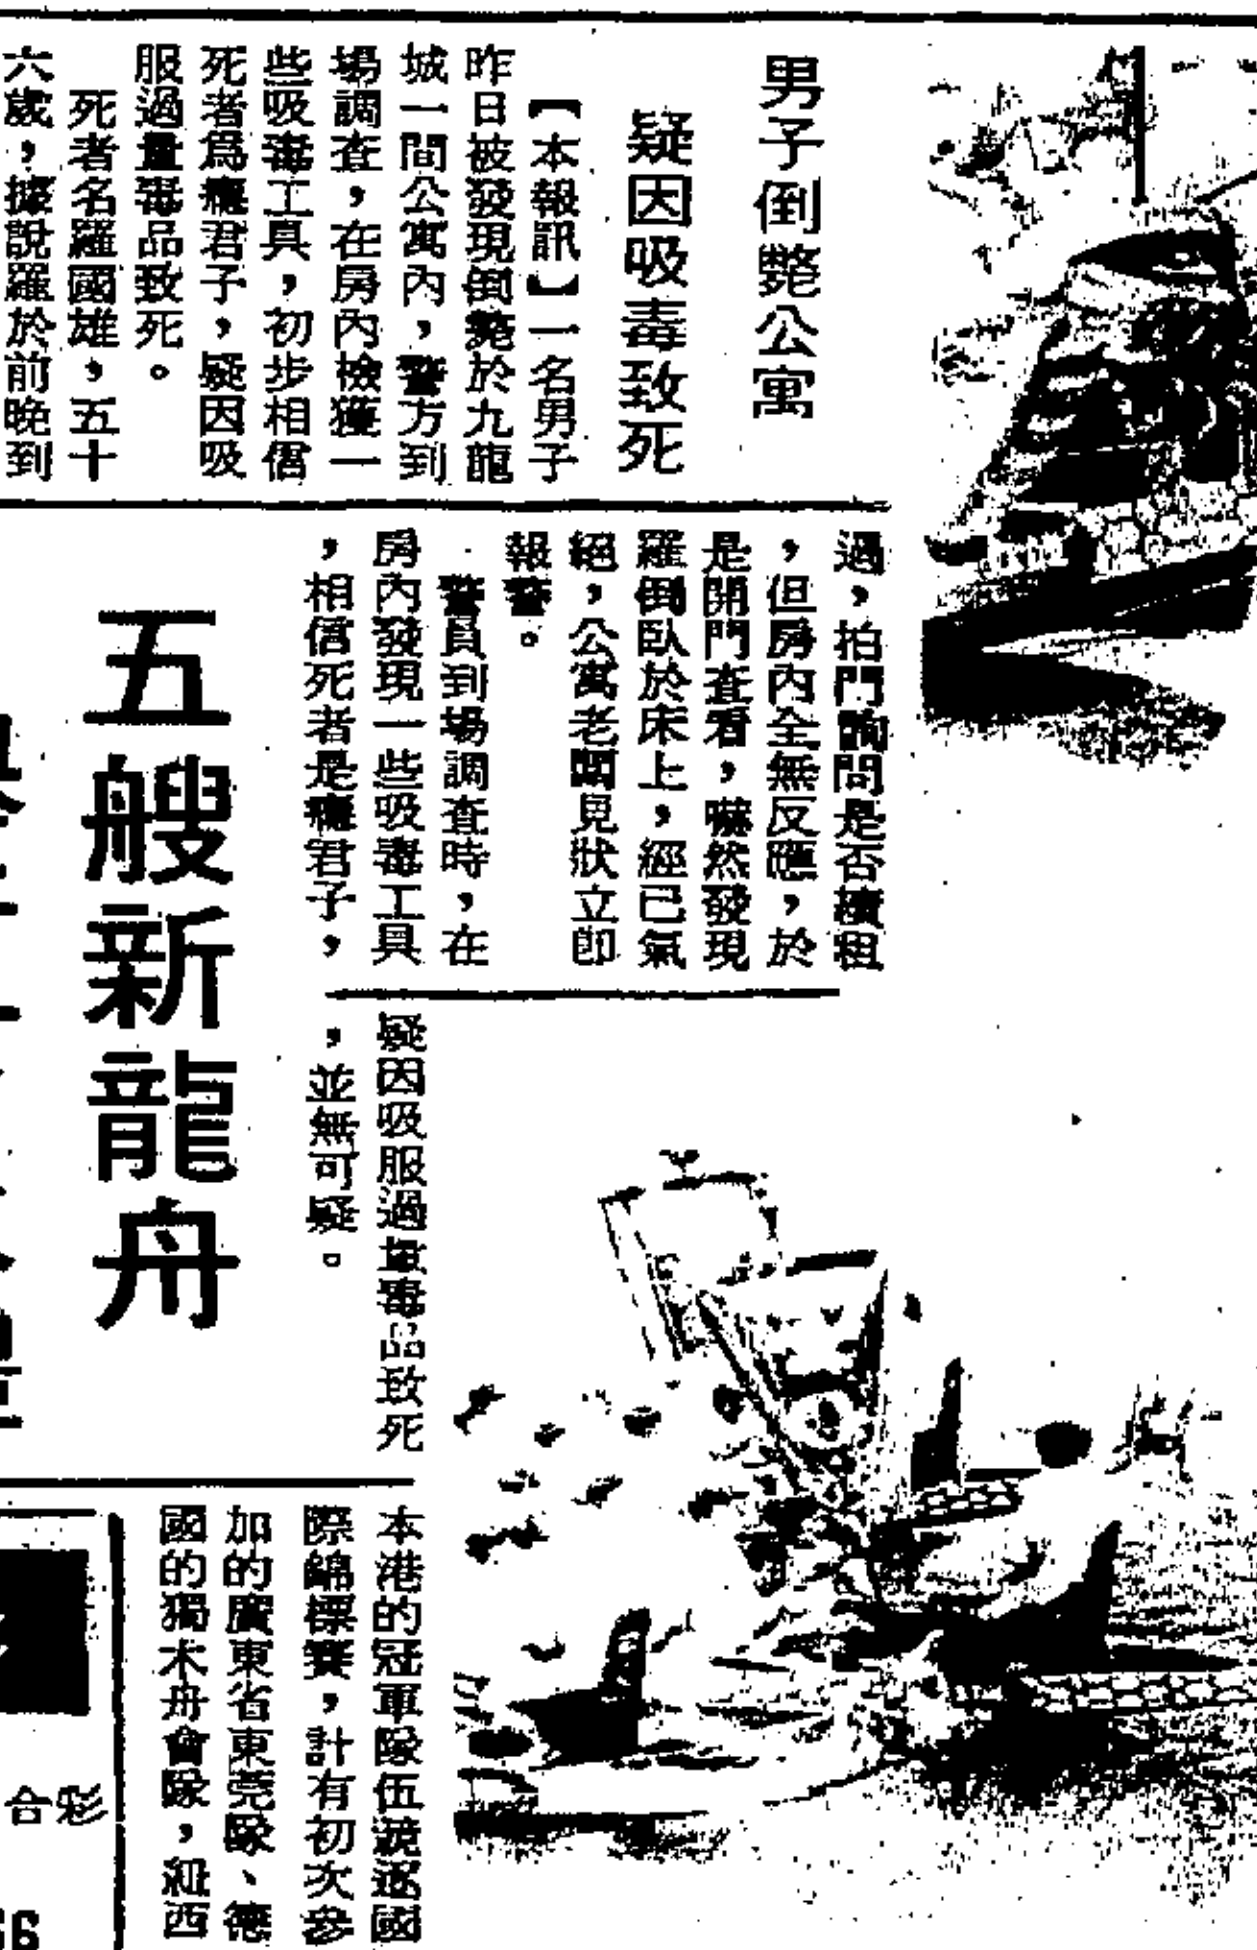 男子倒斃公寓
疑因吸毒致死
【本報訊】一名男子
昨日被發現倒斃於九龍
城一間公寓內，警方到
場調查，在房內檢獲一
些吸毒工具，初步相信
死者爲癮君子，疑因吸
服過量毒品致死。
死者名羅國雄，五十
六歲，據說羅於前晚到
過，拍門詢問是否續租
，但房內全無反應，於
是開門查看，嚇然發現
羅倒臥於床上，經已氣
絕，公寓老闆見狀立卽
報警。
警員到場調查時，在
房內發現一些吸毒工具
，相信死者是癮君子，
疑因吸服過量毒品致死
，並無可疑。
五艘新龍舟
本港的冠軍隊伍競逐國
際錦標賽，計有初次參
加的廣東省東莞隊、德
國的獨木舟會隊，紐西
合彩
66